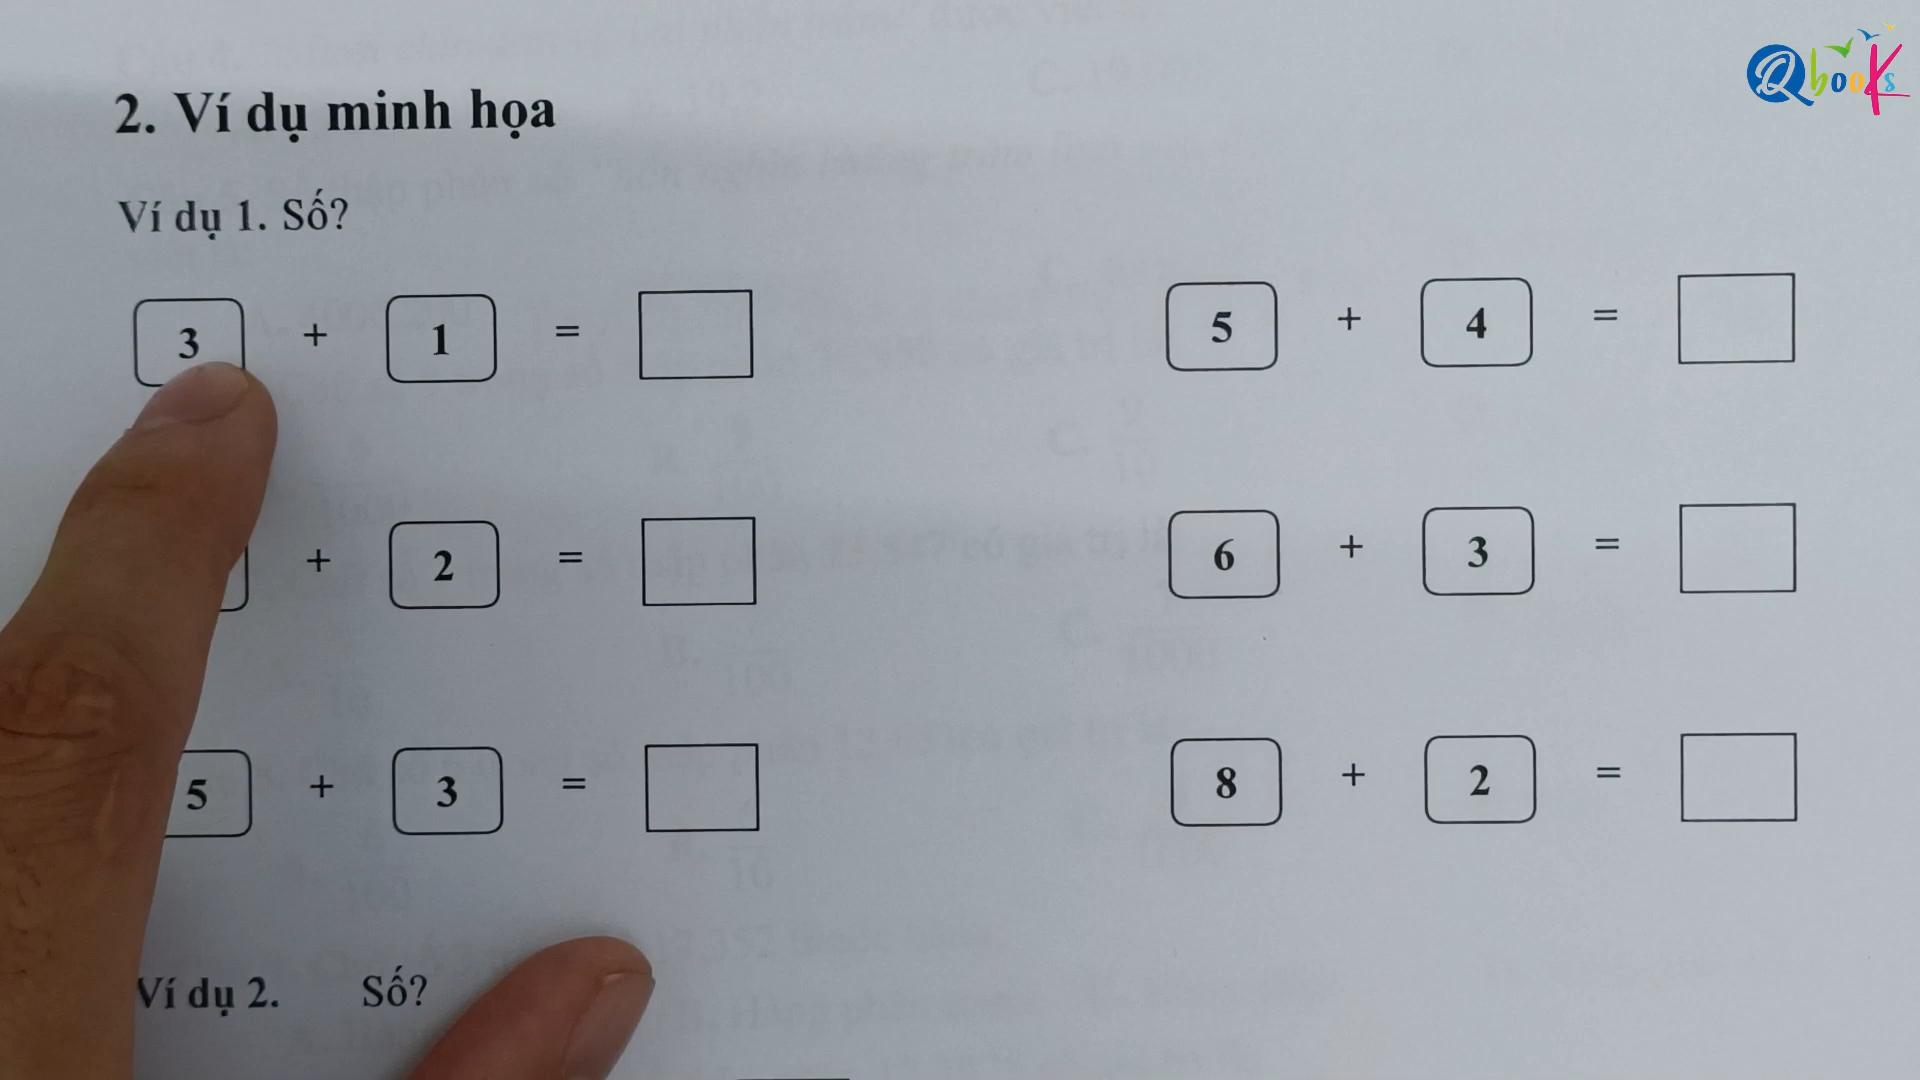 Qbooks
2. Ví dụ minh họa
Ví dụ 1. Số?
3 + 1 = 5 + 4 =
+ 2 = 6 + 3 =
5 + 3 = 8 + 2 =
Ví dụ 2. Số?